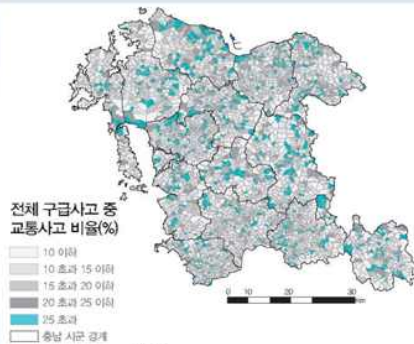 전체 구급사고 중
교통사고 비율(%)
10 이하
10 초과 15 이하
15 초과 20 이하
20 초과 25 이하
25 초과
충남 시군 경계
0 10 20 30
km